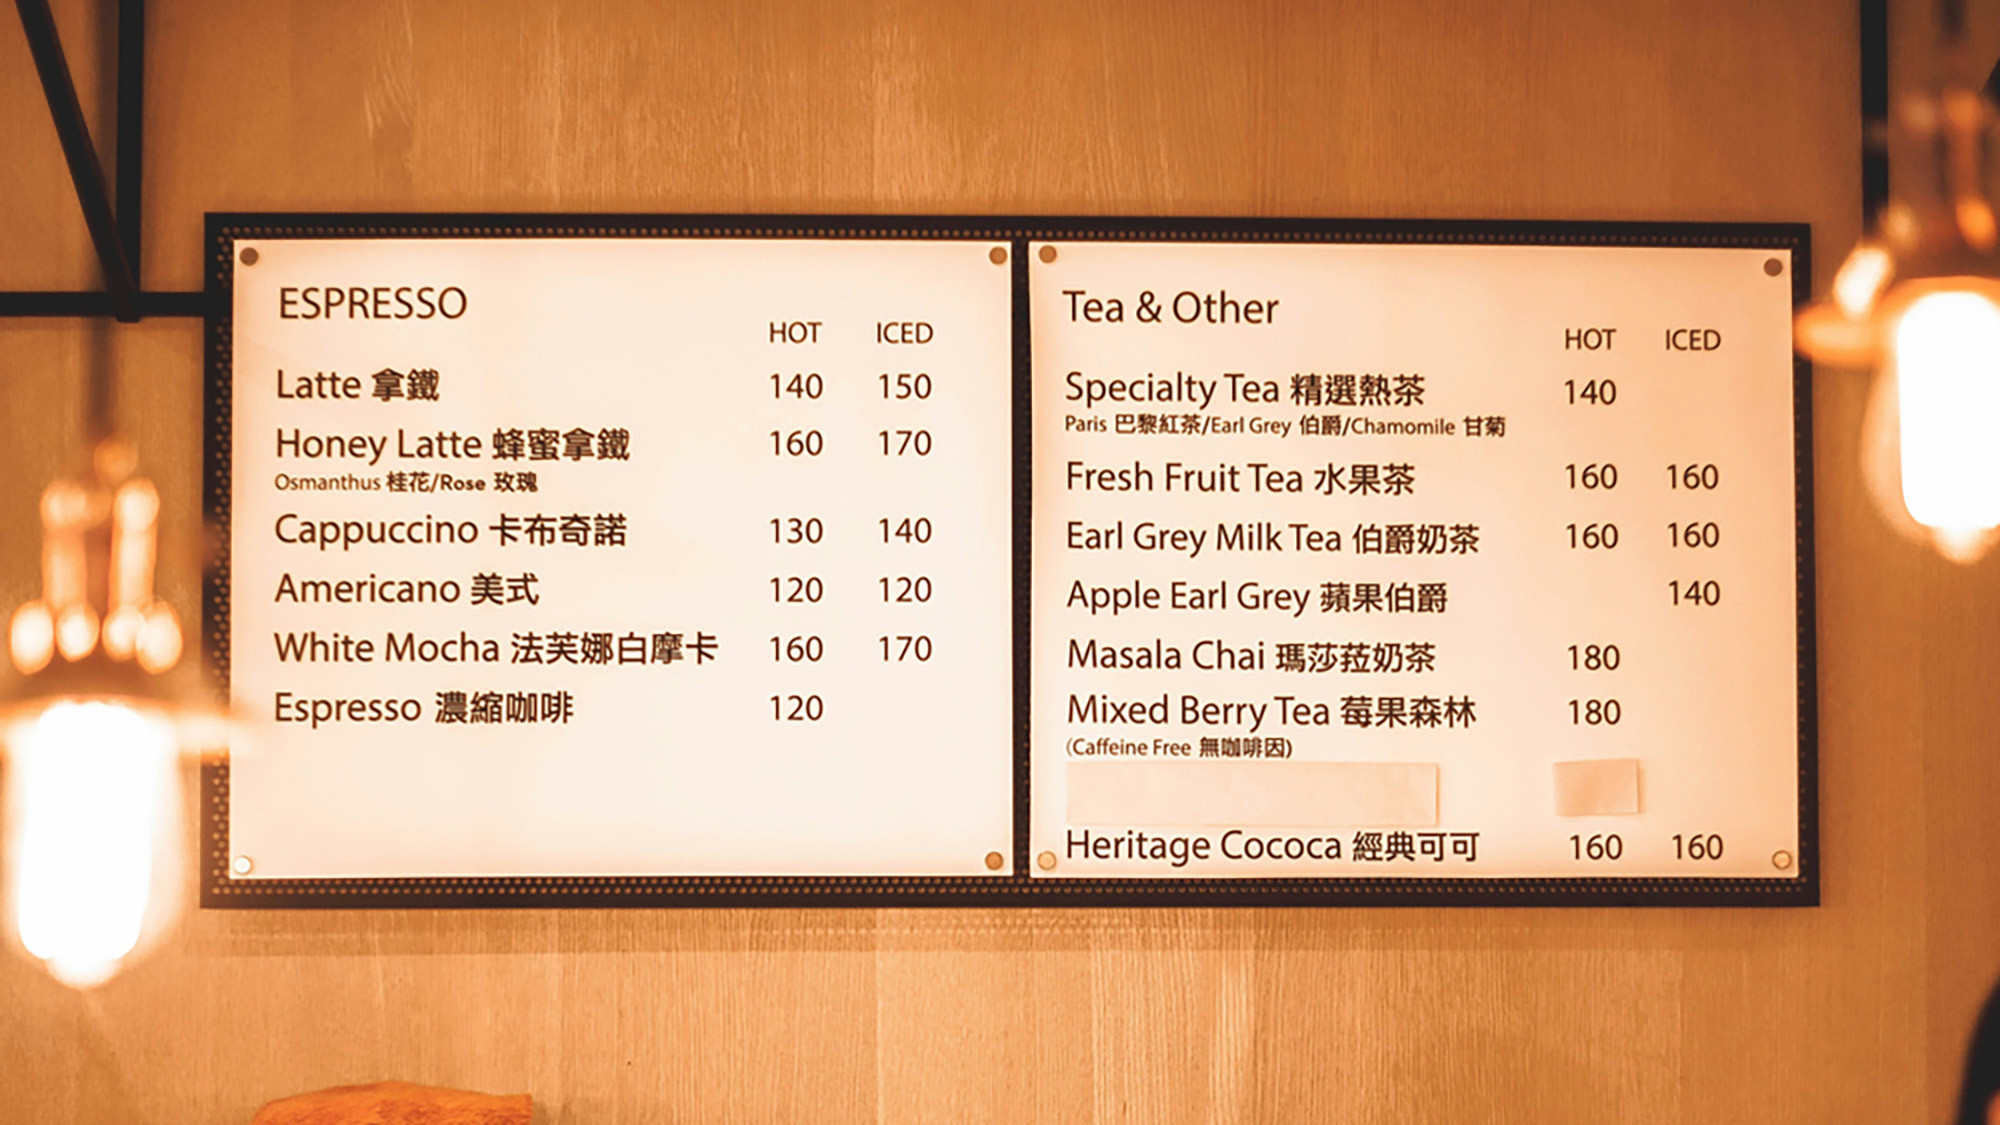 ESPRESSO
HOT ICED
Latte 拿鐵 140 150
Honey Latte 蜂蜜拿鐵 160 170
Osmanthus 桂花/Rose 玫瑰
Cappuccino 卡布奇諾 130 140
Americano 美式 120 120
White Mocha 法芙娜白摩卡 160 170
Espresso 濃縮咖啡 120
Tea & Other
HOT ICED
Specialty Tea 精選熱茶 140
Paris 巴黎紅茶/Earl Grey 伯爵/Chamomile 甘菊
Fresh Fruit Tea 水果茶 160 160
Earl Grey Milk Tea 伯爵奶茶 160 160
Apple Earl Grey 蘋果伯爵 140
Masala Chai 瑪莎菈奶茶 180
Mixed Berry Tea 莓果森林 180
(Caffeine Free 無咖啡因)
Heritage Cococa 經典可可 160 160